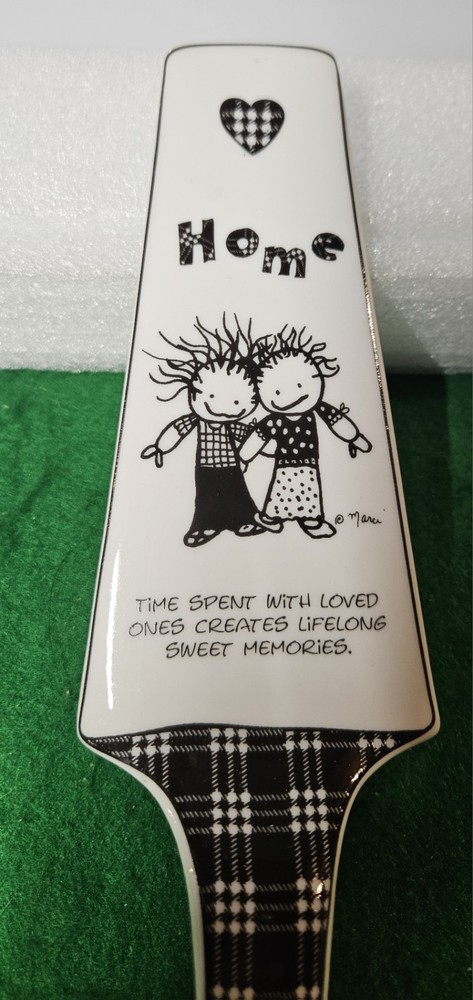 Home
© Marci
TiME SPENT WiTH LOVED
ONES CREATES LiFELONG
SWEET MEMORiES.